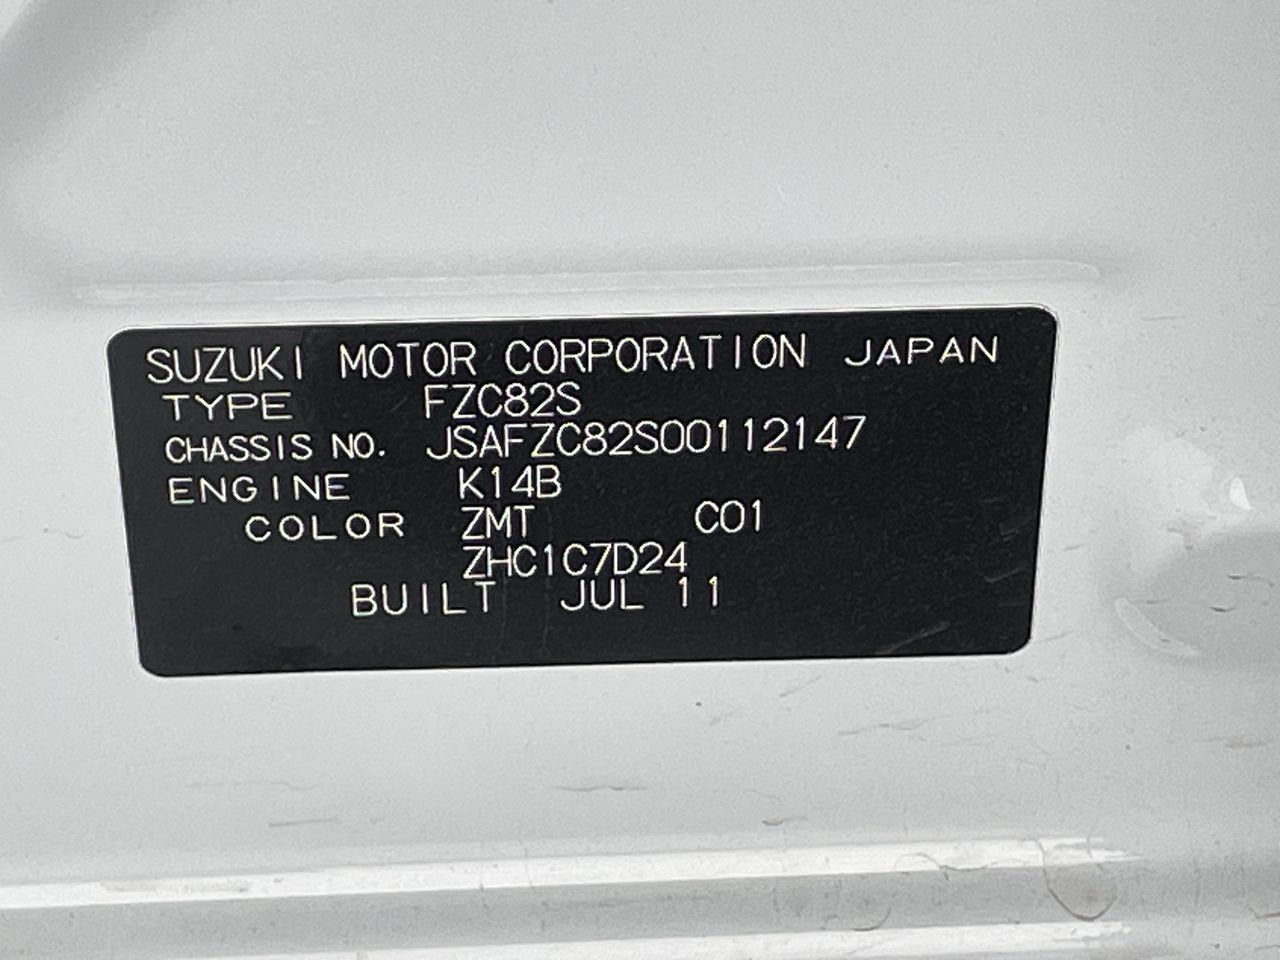 SUZUKI MOTOR CORPORATION JAPAN
TYPE FZC82S
CHASSIS NO. JSAFZC82S00112147
ENGINE K14B
COLOR ZMT C01
ZHC1C7D24
BUILT JUL 11